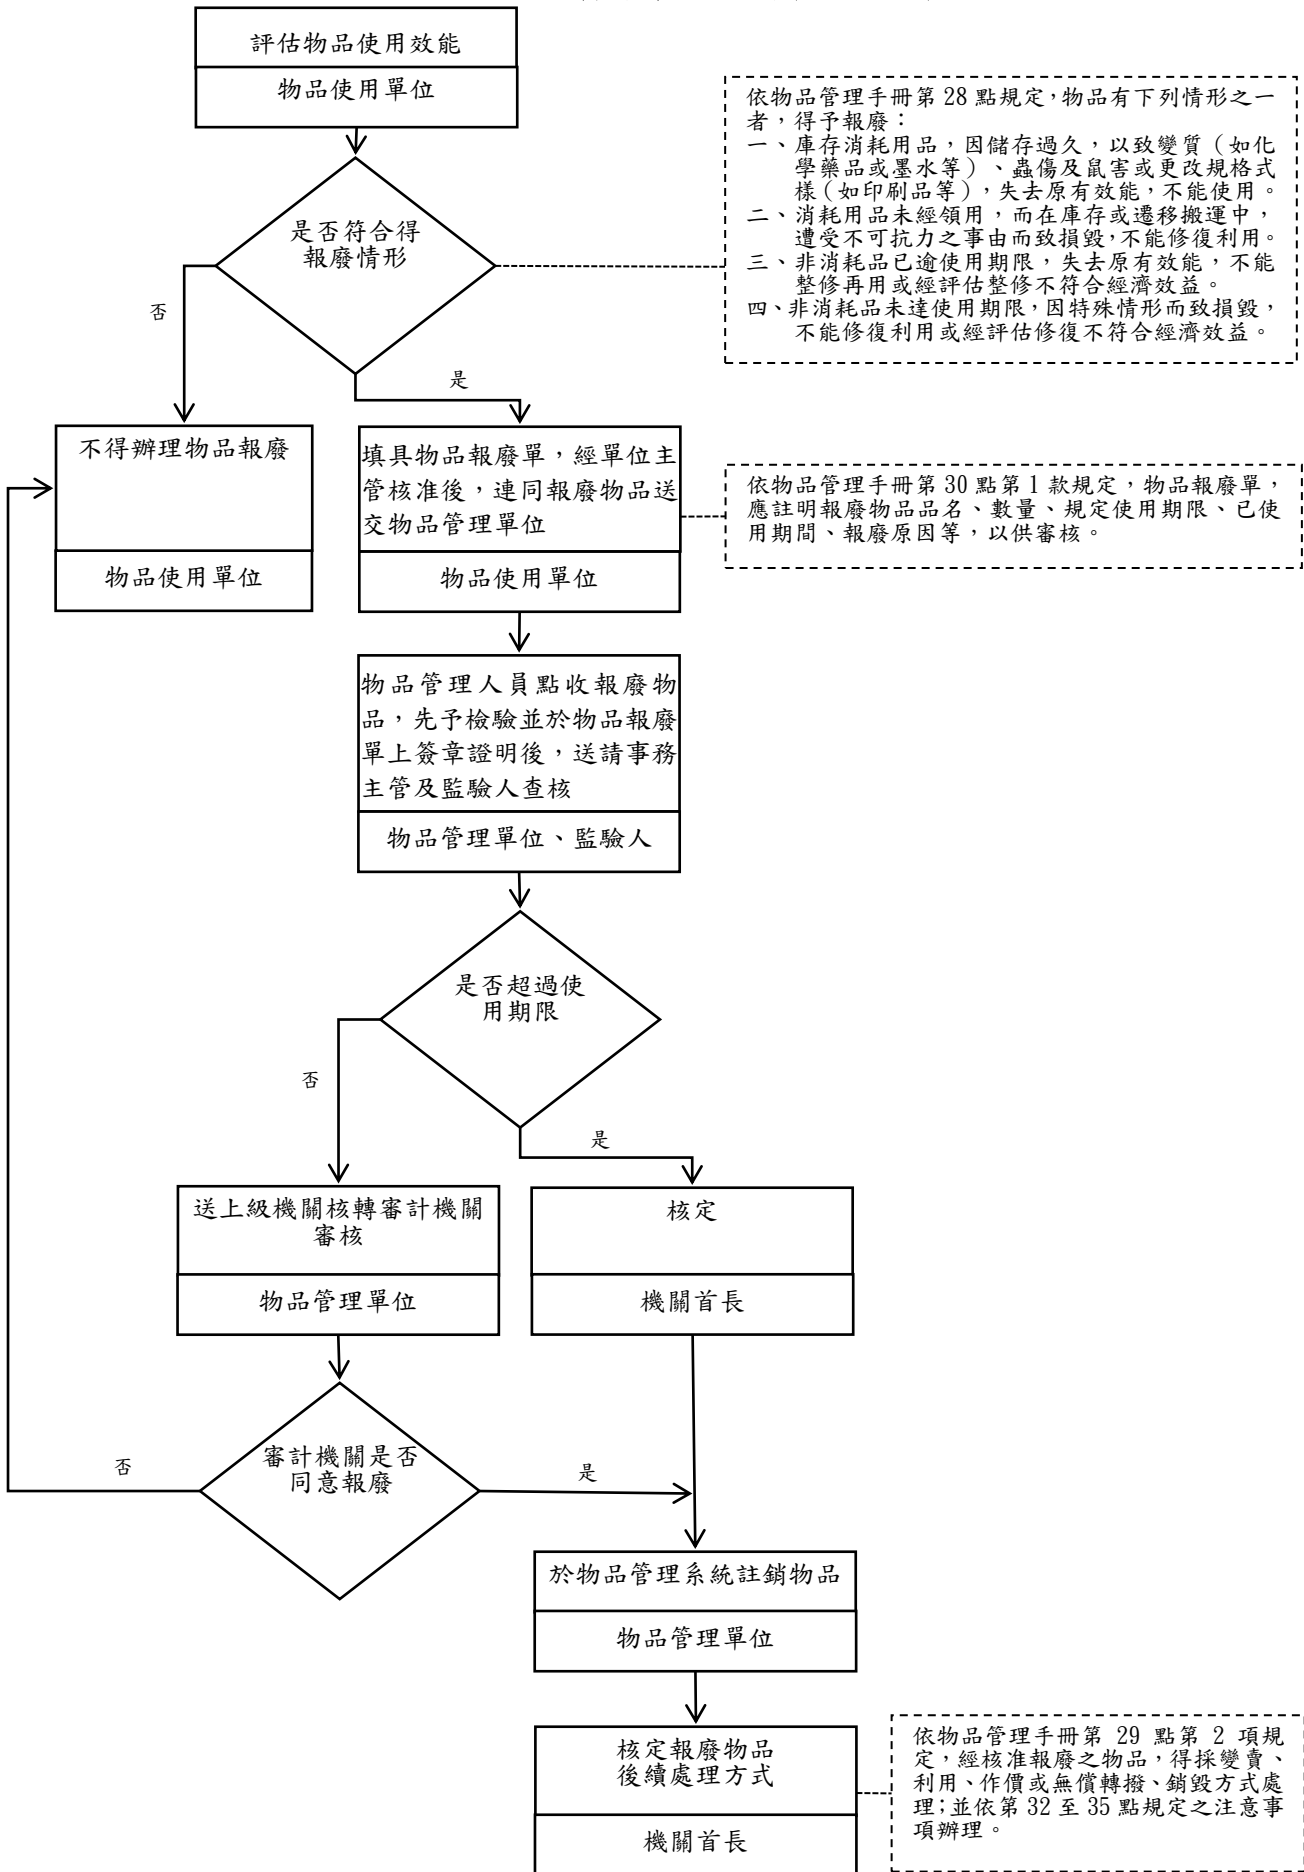 評估物品使用效能
物品使用單位
依物品管理手冊第 28 點規定,物品有下列情形之一
者,得予報廢:
一、庫存消耗用品,因儲存過久,以致變質(如化
學藥品或墨水等)、蟲傷及鼠害或更改規格式
樣(如印刷品等),失去原有效能,不能使用。
二、消耗用品未經領用,而在庫存或遷移搬運中,
遭受不可抗力之事由而致損毀,不能修復利用。
三、非消耗品已逾使用期限,失去原有效能,不能
整修再用或經評估整修不符合經濟效益。
四、非消耗品未達使用期限,因特殊情形而致損毀,
不能修復利用或經評估修復不符合經濟效益。
是否符合得
報廢情形
否
是
不得辦理物品報廢
物品使用單位
填具物品報廢單,經單位主
管核准後,連同報廢物品送
交物品管理單位
物品使用單位
依物品管理手冊第 30 點第 1 款規定,物品報廢單,
應註明報廢物品品名、數量、規定使用期限、已使
用期間、報廢原因等,以供審核。
物品管理人員點收報廢物
品,先予檢驗並於物品報廢
單上簽章證明後,送請事務
主管及監驗人查核
物品管理單位、監驗人
是否超過使
用期限
否
是
送上級機關核轉審計機關
審核
物品管理單位
核定
機關首長
審計機關是否
同意報廢
否
是
於物品管理系統註銷物品
物品管理單位
核定報廢物品
後續處理方式
機關首長
依物品管理手冊第 29 點第 2 項規
定,經核准報廢之物品,得採變賣、
利用、作價或無償轉撥、銷毀方式處
理;並依第 32 至 35 點規定之注意事
項辦理。